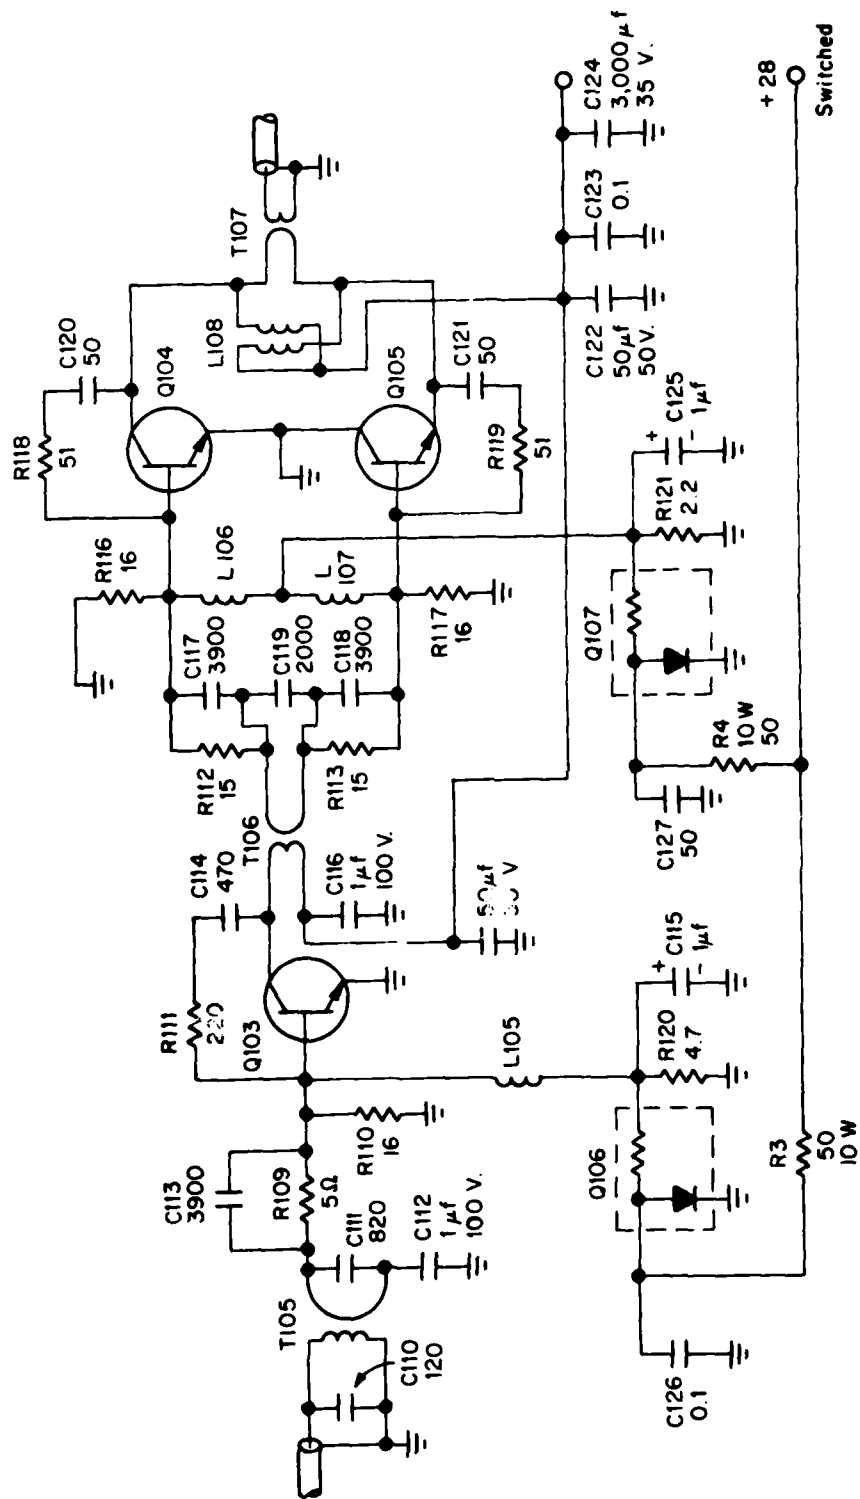 C113
3900
R109
5Ω
C111
820
C112
1μf
100 V.
T105
C110
120
R110
16
R111
Q103
C114
470
T106
C116
1μf
100 V.
L105
R112
15
R113
15
C117
3900
C119
2000
C118
3900
R116
16
L106
L
107
R117
16
R118
51
C120
50
Q104
L108
T107
Q105
C121
50
R119
51
C122
50μf
50V.
C123
0.1
C124
3,000μf
35 V.
+28
Switched
C126
0.1
Q106
R120
4.7
+
-
C115
1μf
R3
50
10 W
C127
50
R4
10 W
50
Q107
R121
2.2
+
-
C125
1μf